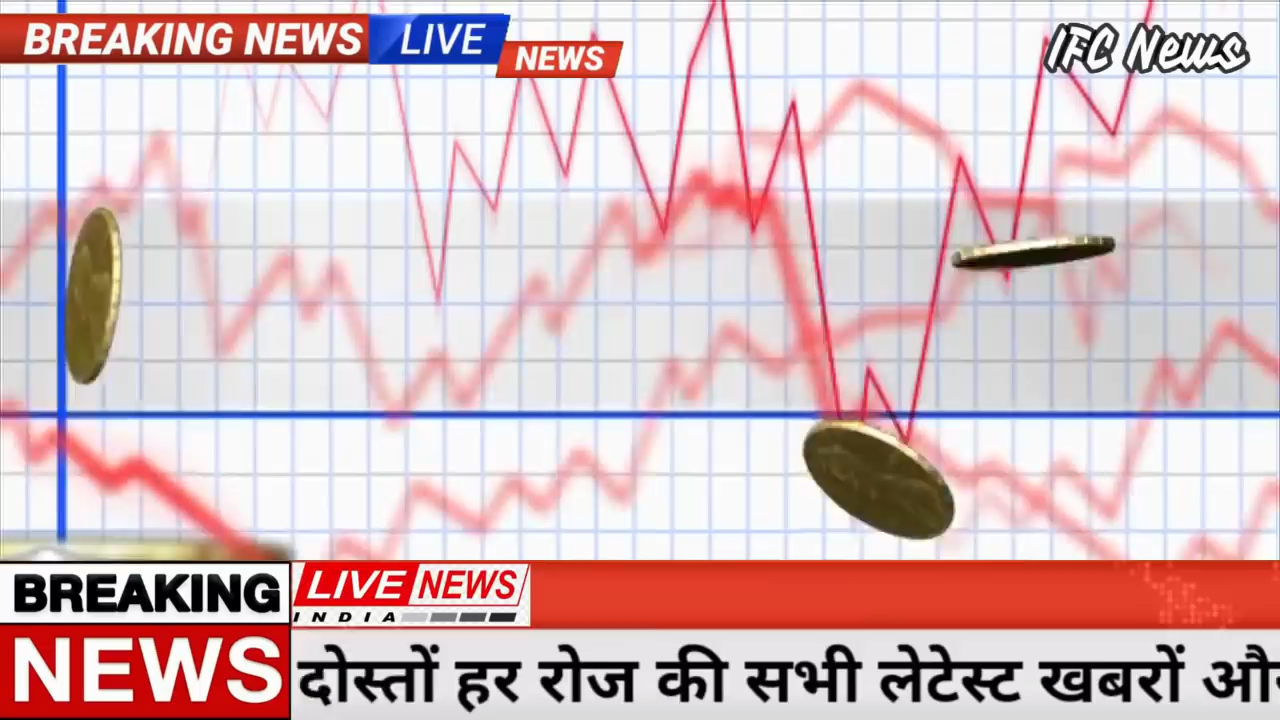 BREAKING NEWS LIVE
NEWS
IFC News
BREAKING
NEWS
LIVE NEWS
INDIA
दोस्तों हर रोज की सभी लेटेस्ट खबरों